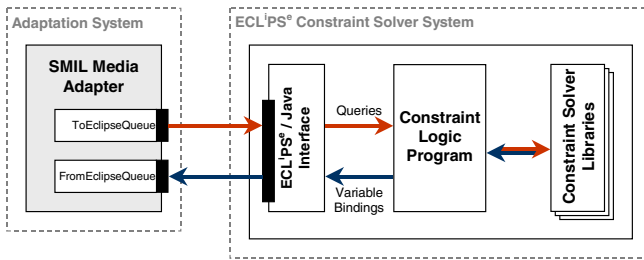 Adaptation System
SMIL Media
Adapter
ToEclipseQueue
FromEclipseQueue
ECLⁱPSᵉ Constraint Solver System
ECLⁱPSᵉ / Java
Interface
Queries
Variable
Bindings
Constraint
Logic
Program
Constraint Solver
Libraries